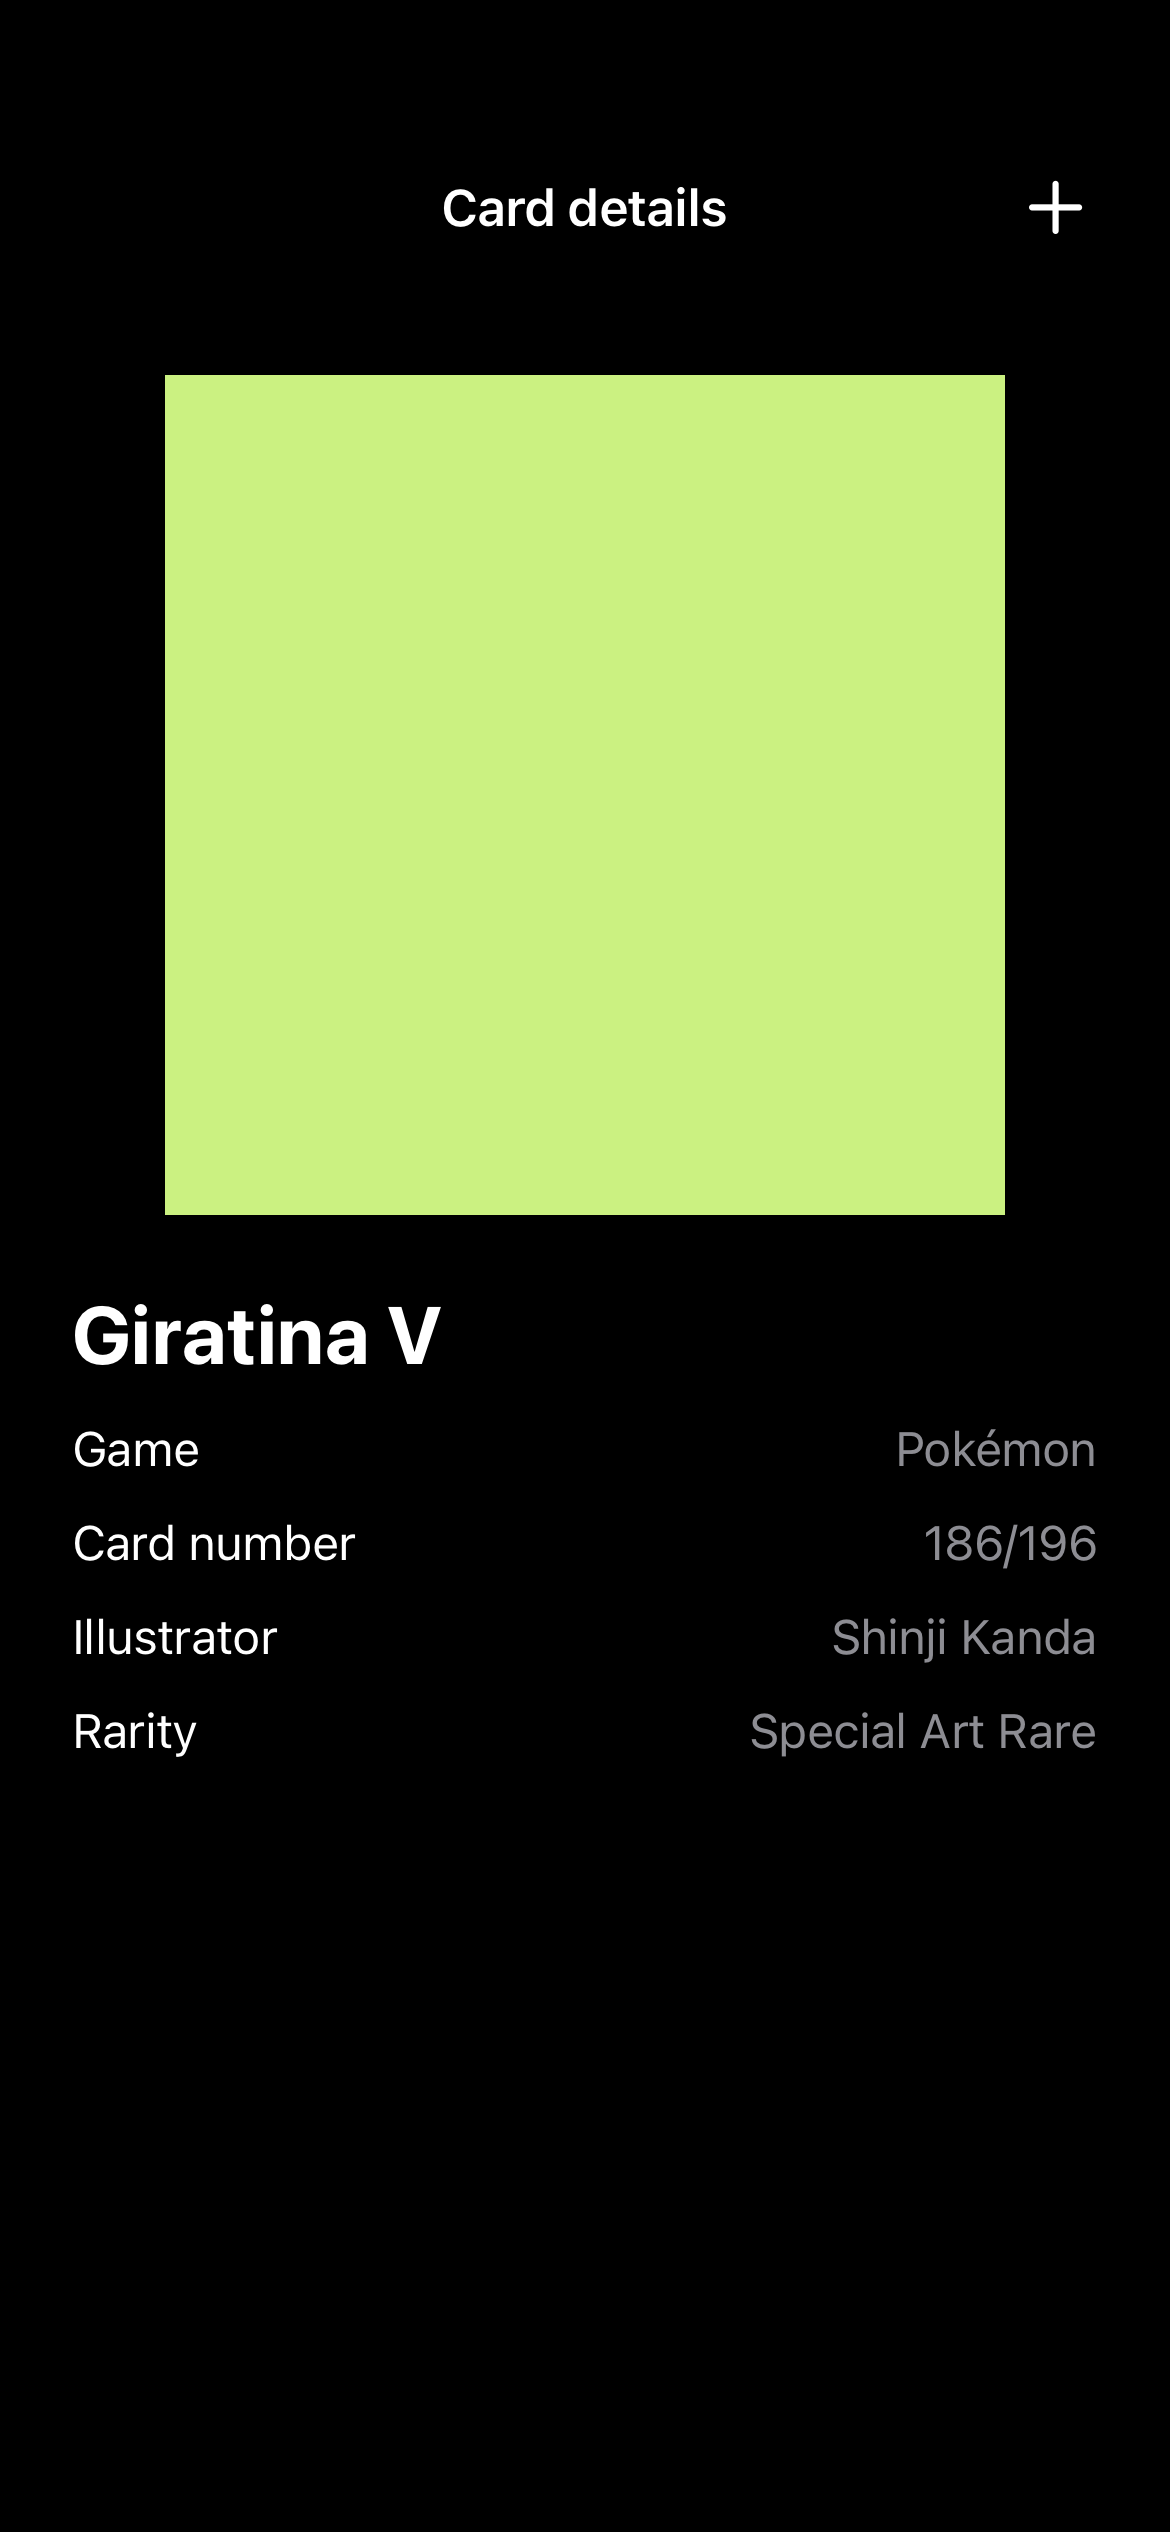 Card details
Giratina V
Game Pokémon
Card number 186/196
Illustrator Shinji Kanda
Rarity Special Art Rare